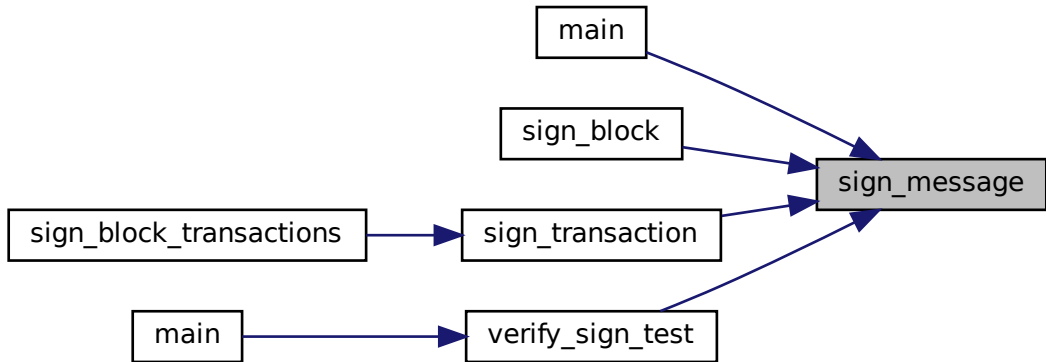 main
sign_block
sign_message
sign_block_transactions
sign_transaction
main
verify_sign_test